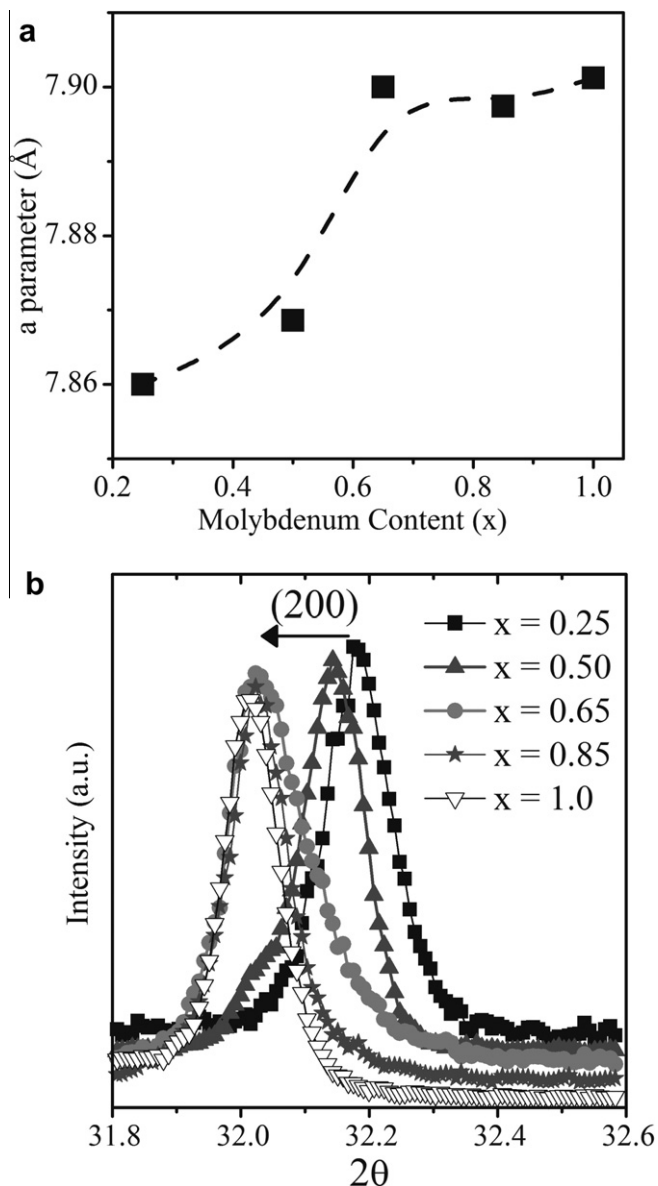 a
7.90
7.88
7.86
a parameter (Å)
0.2 0.4 0.6 0.8 1.0
Molybdenum Content (x)
b
(200)
x = 0.25
x = 0.50
x = 0.65
x = 0.85
x = 1.0
Intensity (a.u.)
31.8 32.0 32.2 32.4 32.6
2θ